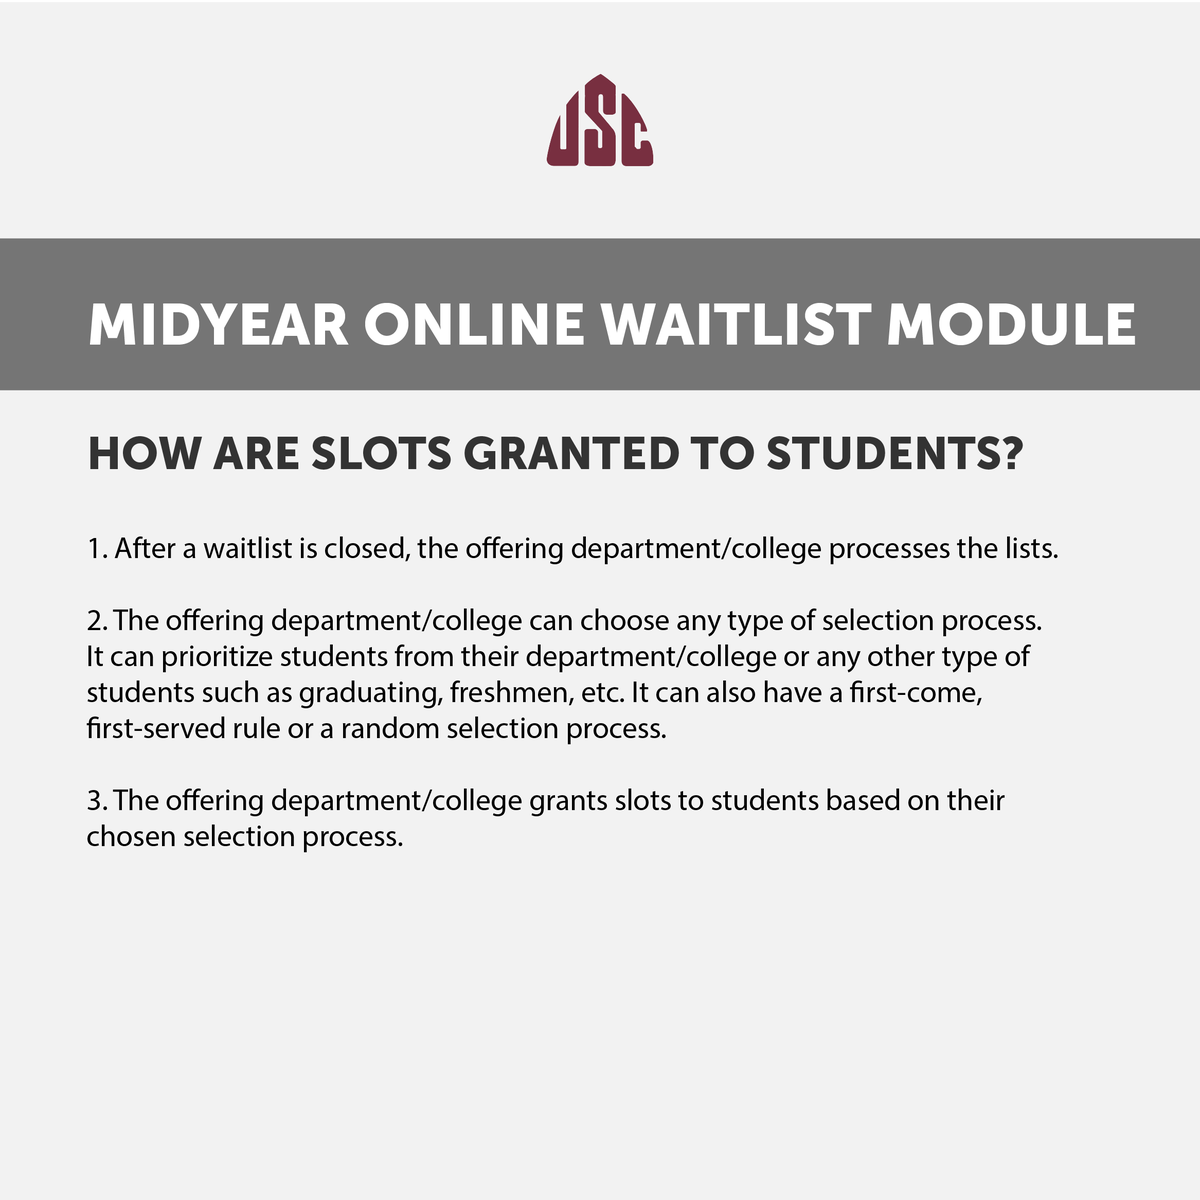 USC
MIDYEAR ONLINE WAITLIST MODULE
HOW ARE SLOTS GRANTED TO STUDENTS?
1. After a waitlist is closed, the offering department/college processes the lists.
2. The offering department/college can choose any type of selection process.
It can prioritize students from their department/college or any other type of
students such as graduating, freshmen, etc. It can also have a first-come,
first-served rule or a random selection process.
3. The offering department/college grants slots to students based on their
chosen selection process.